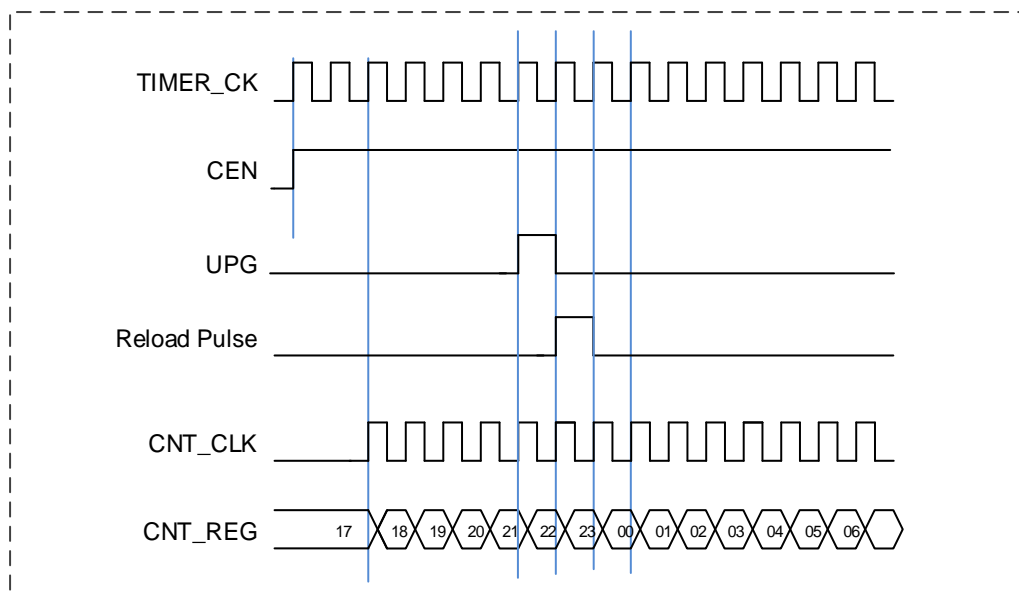 TIMER_CK
CEN
UPG
Reload Pulse
CNT_CLK
CNT_REG 17 18 19 20 21 22 23 00 01 02 03 04 05 06